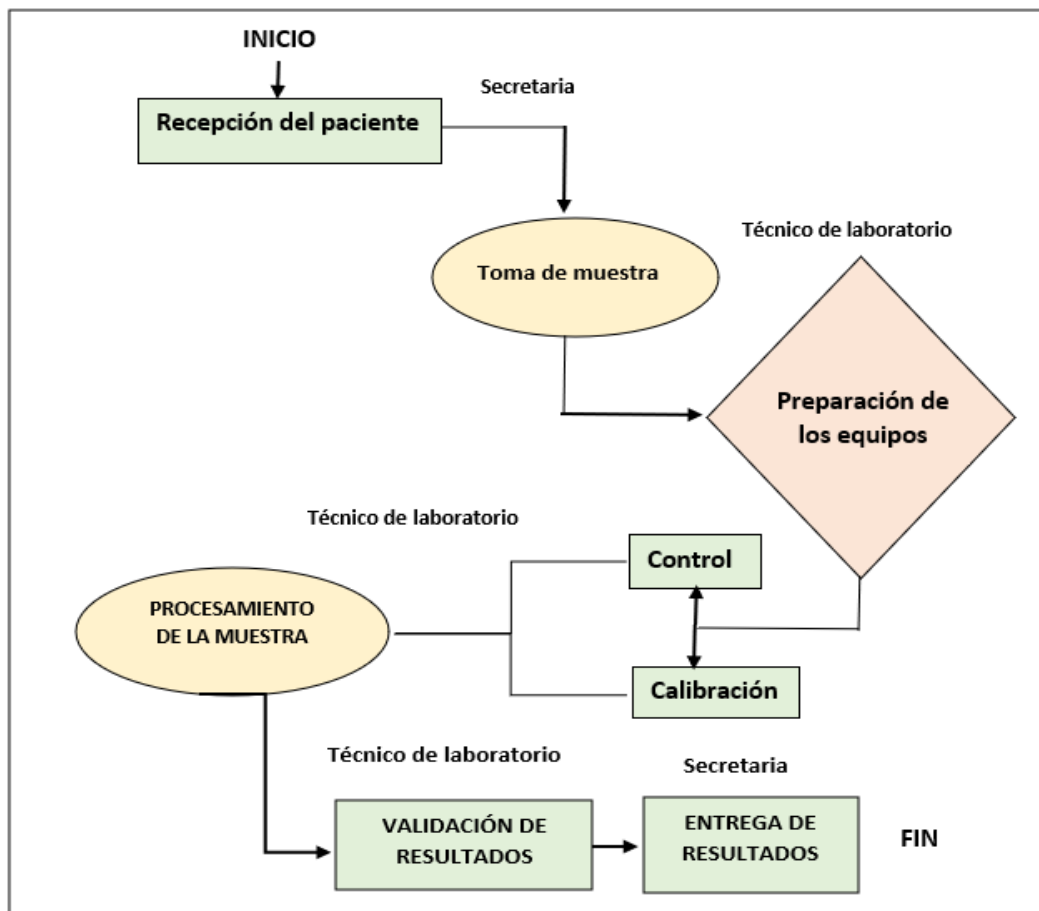 INICIO
Secretaria
Recepción del paciente
Técnico de laboratorio
Toma de muestra
Preparación de
los equipos
Técnico de laboratorio
Control
PROCESAMIENTO
DE LA MUESTRA
Calibración
Técnico de laboratorio
Secretaria
VALIDACIÓN DE
RESULTADOS
ENTREGA DE
RESULTADOS
FIN